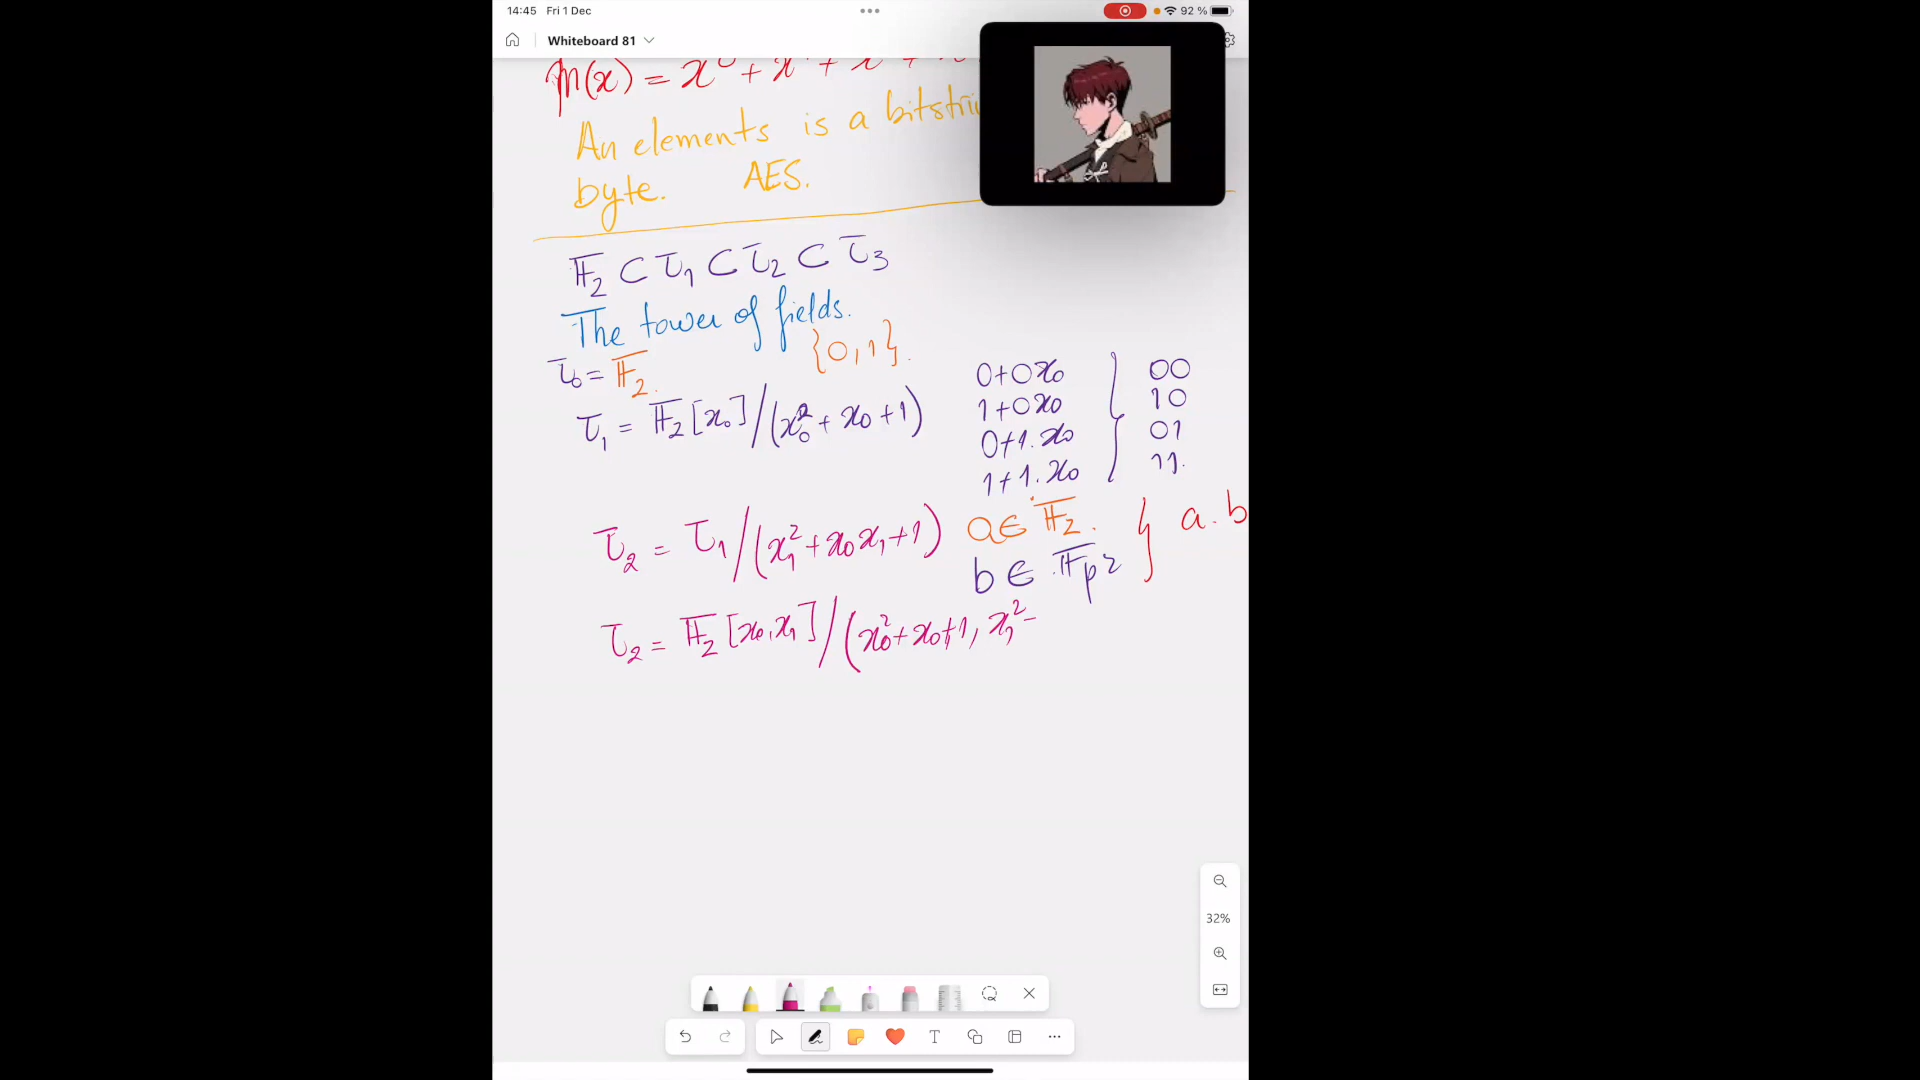 14:45 Fri 1 Dec
92 %
Whiteboard 81
m(x) = x
An elements is a bitstri
byte. AES.
𝔽₂ ⊂ τ₁ ⊂ τ₂ ⊂ τ₃
The tower of fields.
τ₀ = 𝔽₂. {0,1}.
τ₁ = 𝔽₂[x₀]/(x₀² + x₀ + 1)
0+0x₀ 00
1+0x₀ 10
0+1.x₀ 01
1+1.x₀ 11.
τ₂ = τ₁/(x₁² + x₀x₁ + 1)
a ∈ 𝔽₂. } a.b
b ∈ 𝔽p²
τ₂ = 𝔽₂[x₀,x₁]/(x₀² + x₀ + 1, x₁² -
32%